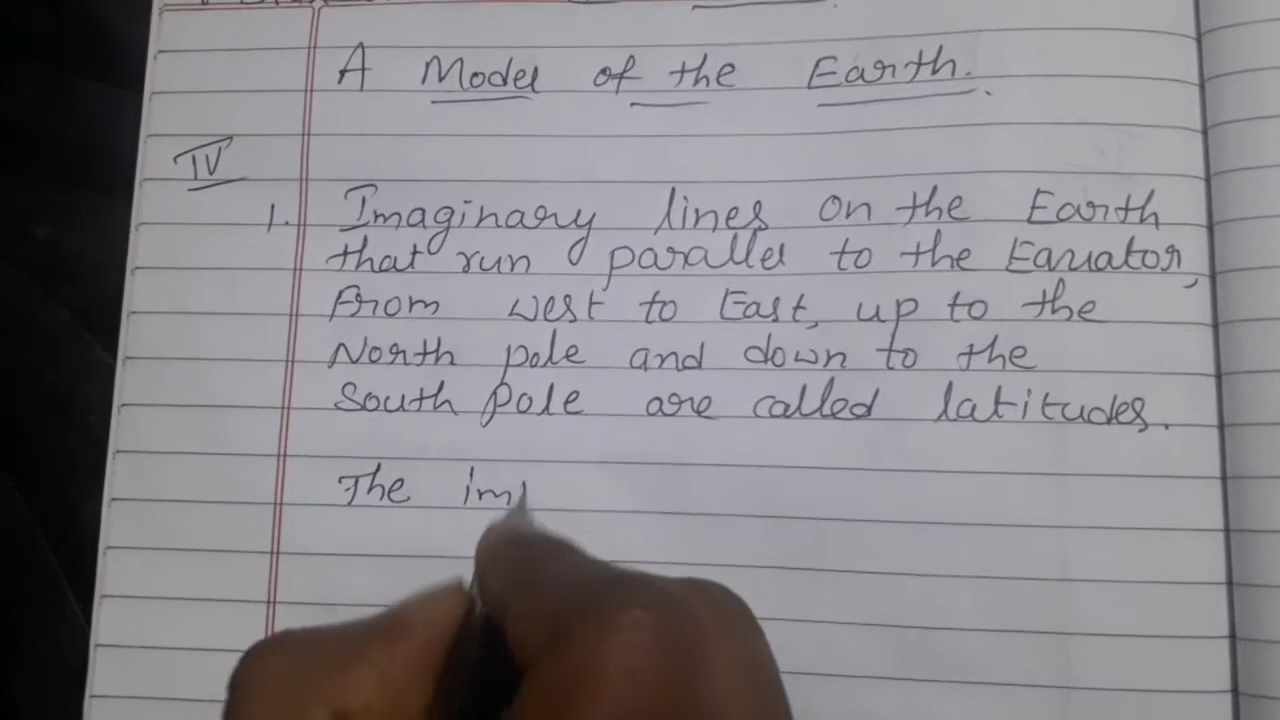 A Model of the Earth.
IV
1. Imaginary lines on the Earth
that run parallel to the Equator,
From west to East, up to the
North pole and down to the
South pole are called latitudes.
The imp